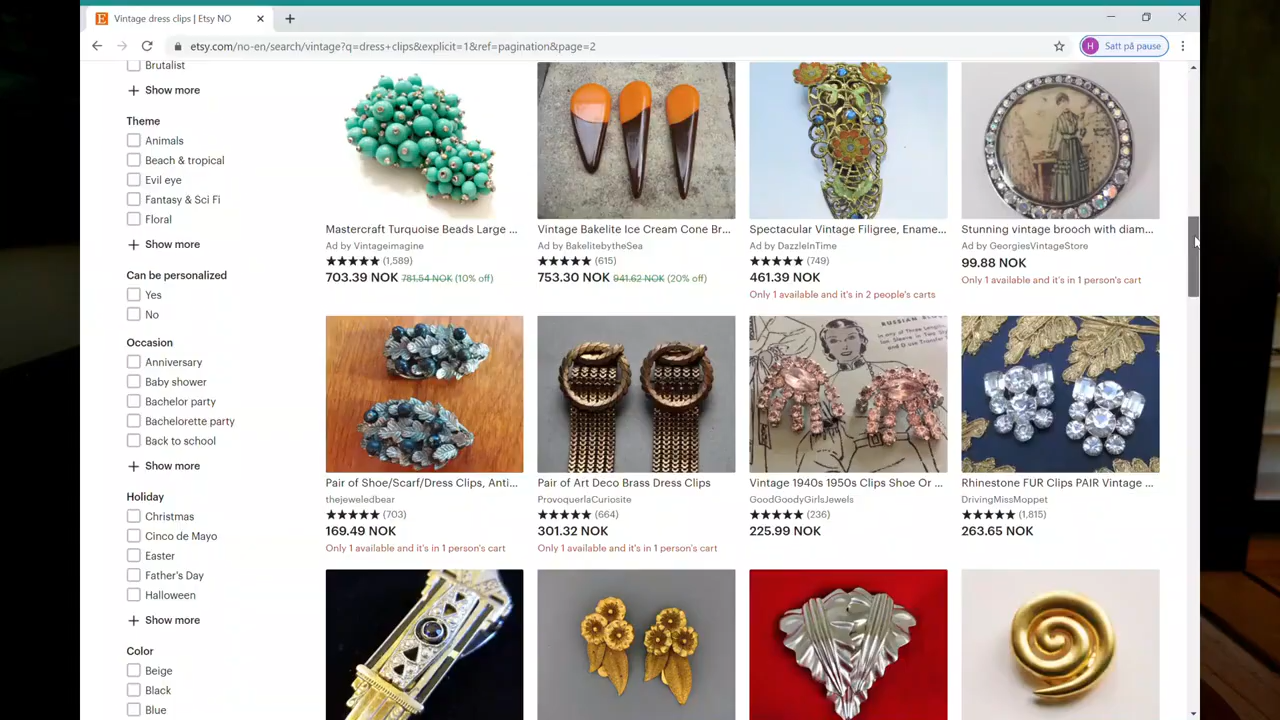 Vintage dress clips | Etsy NO
etsy.com/no-en/search/vintage?q=dress+clips&explicit=1&ref=pagination&page=2
H Satt på pause
Brutalist
Show more
Theme
Animals
Beach & tropical
Evil eye
Fantasy & Sci Fi
Floral
Show more
Can be personalized
Yes
No
Occasion
Anniversary
Baby shower
Bachelor party
Bachelorette party
Back to school
Show more
Holiday
Christmas
Cinco de Mayo
Easter
Father's Day
Halloween
Show more
Color
Beige
Black
Blue
Mastercraft Turquoise Beads Large ...
Ad by Vintageimagine
(1,589)
703.39 NOK 781.54 NOK (10% off)
Vintage Bakelite Ice Cream Cone Br...
Ad by BakelitebytheSea
(615)
753.30 NOK 941.62 NOK (20% off)
Spectacular Vintage Filigree, Ename...
Ad by DazzleInTime
(749)
461.39 NOK
Only 1 available and it's in 2 people's carts
Stunning vintage brooch with diam...
Ad by GeorgiesVintageStore
99.88 NOK
Only 1 available and it's in 1 person's cart
Pair of Shoe/Scarf/Dress Clips, Anti...
thejeweledbear
(703)
169.49 NOK
Only 1 available and it's in 1 person's cart
Pair of Art Deco Brass Dress Clips
ProvoquerlaCuriosite
(664)
301.32 NOK
Only 1 available and it's in 1 person's cart
RUSSIAN
in any of Three
Vintage 1940s 1950s Clips Shoe Or ...
GoodGoodyGirlsJewels
(236)
225.99 NOK
Rhinestone FUR Clips PAIR Vintage ...
DrivingMissMoppet
(1,815)
263.65 NOK